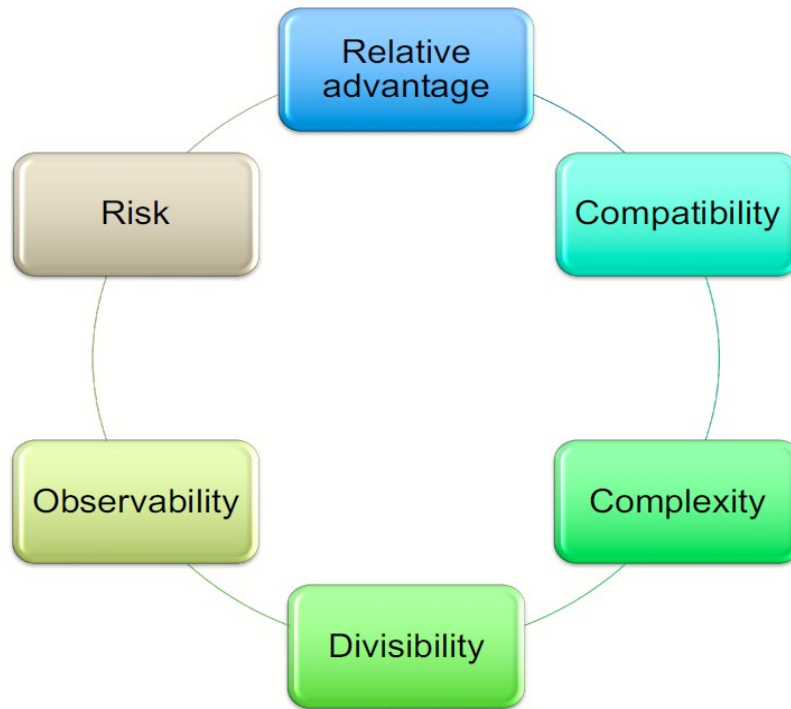 Relative
advantage
Compatibility
Complexity
Divisibility
Observability
Risk